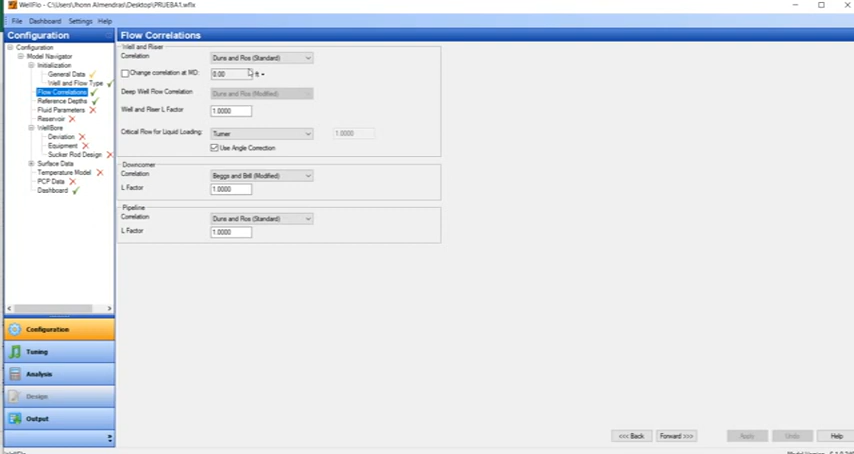 WellFlo - C:\Users\Jhonn Almendras\Desktop\PRUEBA1.wflx
File Dashboard Settings Help
Configuration
Configuration
Model Navigator
Initialization
General Data
Well and Flow Type
Flow Correlations
Reference Depths
Fluid Parameters
Reservoir
WellBore
Deviation
Equipment
Sucker Rod Design
Surface Data
Temperature Model
PCP Data
Dashboard
Configuration
Tuning
Analysis
Design
Output
Flow Correlations
Well and Riser
Correlation Duns and Ros (Standard)
Change correlation at MD: 0.00 ft
Deep Well Flow Correlation Duns and Ros (Modified)
Well and Riser L Factor 1.0000
Critical Flow for Liquid Loading: Turner 1.0000
Use Angle Correction
Downcomer
Correlation Beggs and Brill (Modified)
L Factor 1.0000
Pipeline
Correlation Duns and Ros (Standard)
L Factor 1.0000
<<< Back Forward >>> Apply Undo Help